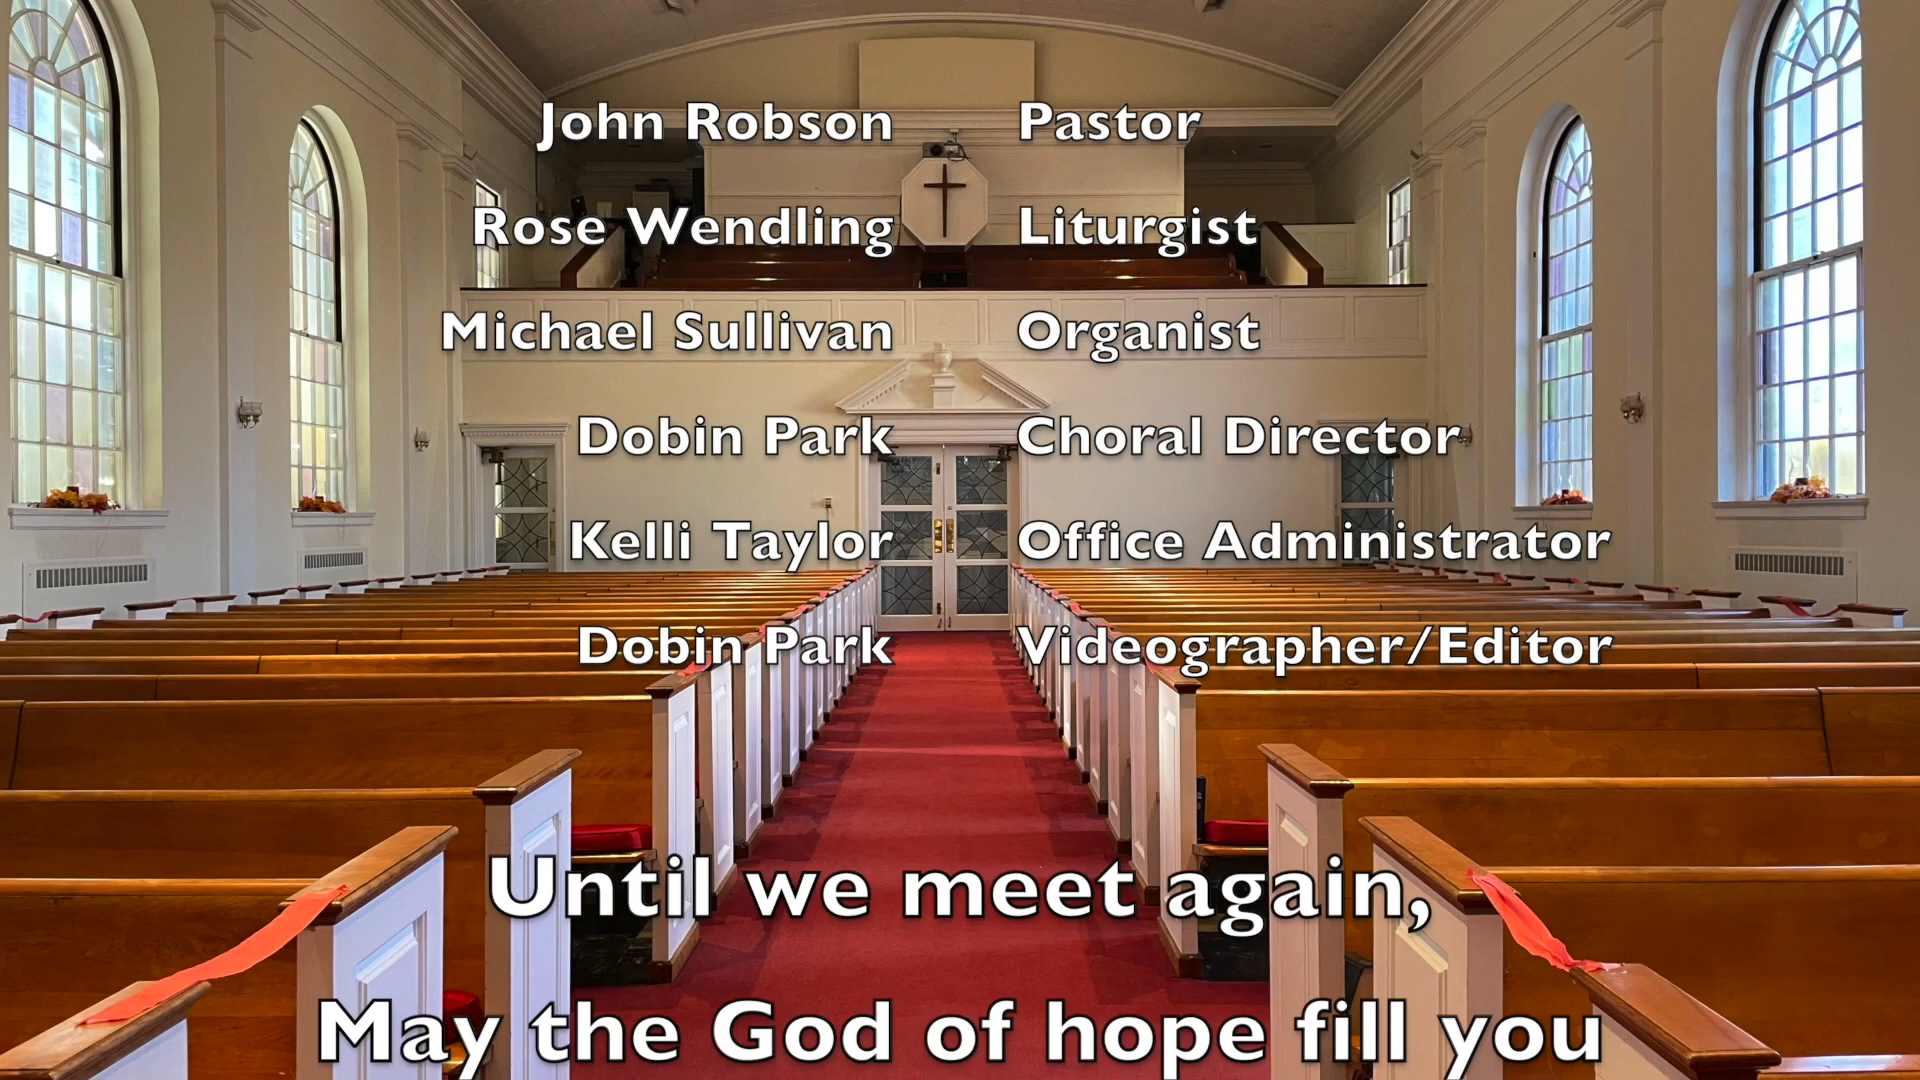 John Robson Pastor
Rose Wendling Liturgist
Michael Sullivan Organist
Dobin Park Choral Director
Kelli Taylor Office Administrator
Dobin Park Videographer/Editor
Until we meet again,
May the God of hope fill you